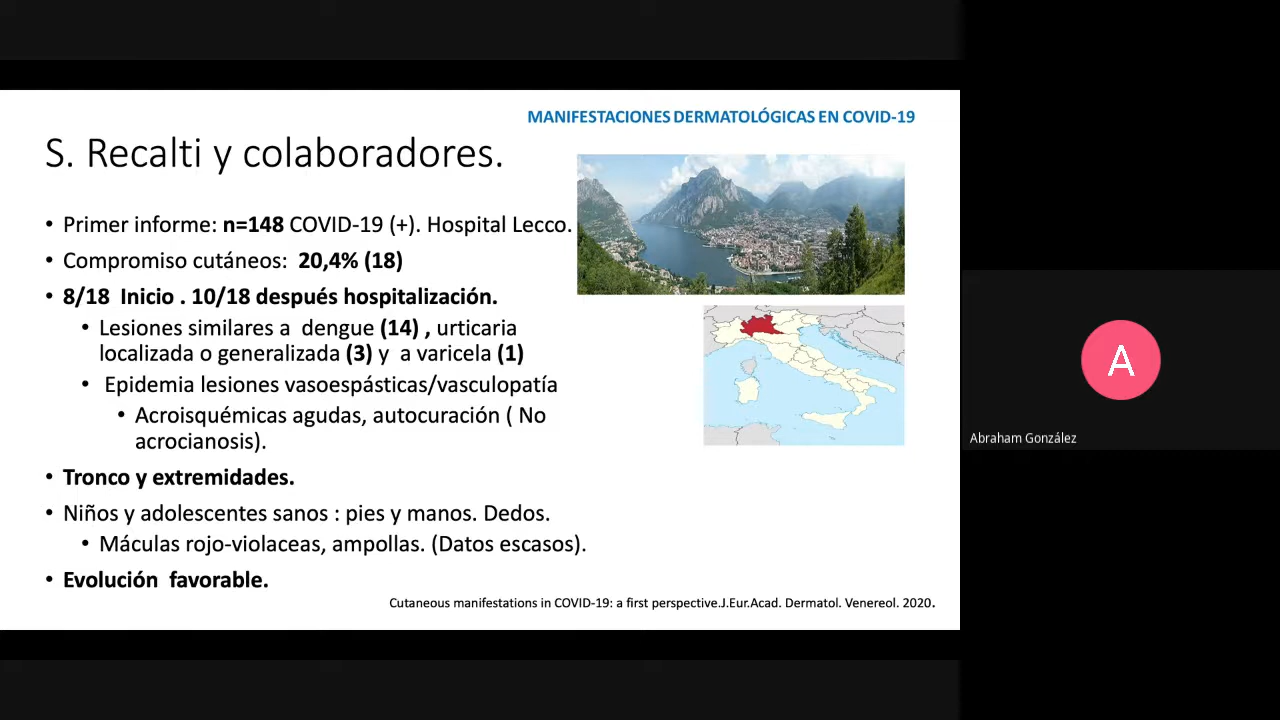 MANIFESTACIONES DERMATOLÓGICAS EN COVID-19
S. Recalti y colaboradores.
• Primer informe: n=148 COVID-19 (+). Hospital Lecco.
• Compromiso cutáneos: 20,4% (18)
• 8/18 Inicio . 10/18 después hospitalización.
• Lesiones similares a dengue (14) , urticaria
localizada o generalizada (3) y a varicela (1)
• Epidemia lesiones vasoespásticas/vasculopatía
• Acroisquémicas agudas, autocuración ( No
acrocianosis).
• Tronco y extremidades.
• Niños y adolescentes sanos : pies y manos. Dedos.
• Máculas rojo-violaceas, ampollas. (Datos escasos).
• Evolución favorable.
Cutaneous manifestations in COVID-19: a first perspective.J.Eur.Acad. Dermatol. Venereol. 2020.
A
Abraham González